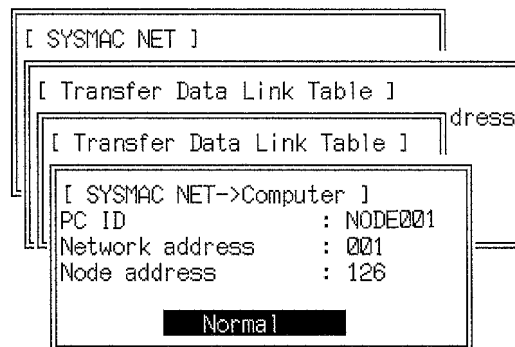 [ SYSMAC NET ]
[ Transfer Data Link Table ]
dress
[ Transfer Data Link Table ]
[ SYSMAC NET->Computer ]
PC ID : NODE001
Network address : 001
Node address : 126
Normal